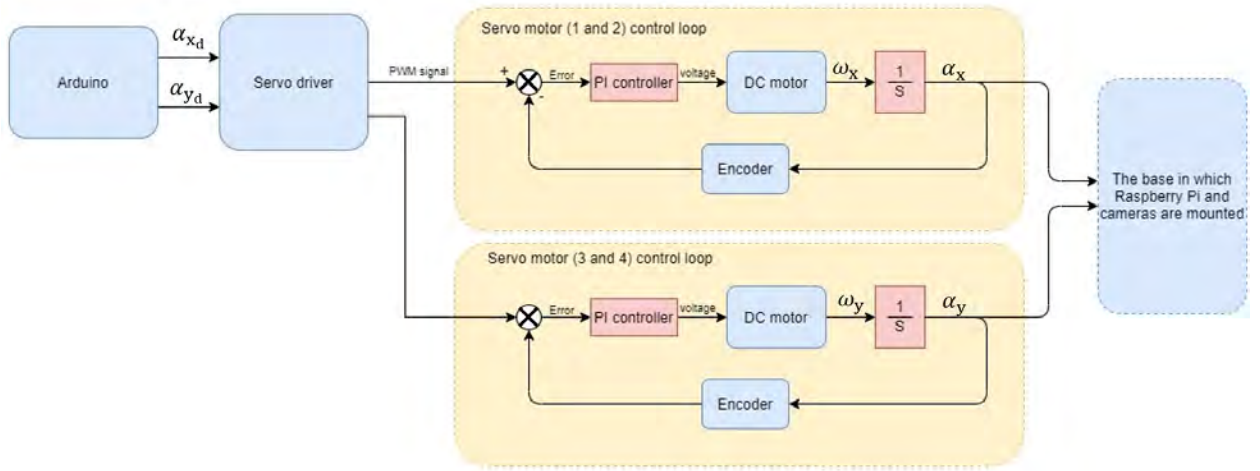 Arduino
α_xd
α_yd
Servo driver
PWM signal
Servo motor (1 and 2) control loop
+
-
Error
PI controller
voltage
DC motor
ω_x
1
S
α_x
Encoder
Servo motor (3 and 4) control loop
Error
PI controller
voltage
DC motor
ω_y
1
S
α_y
Encoder
The base in which
Raspberry Pi and
cameras are mounted